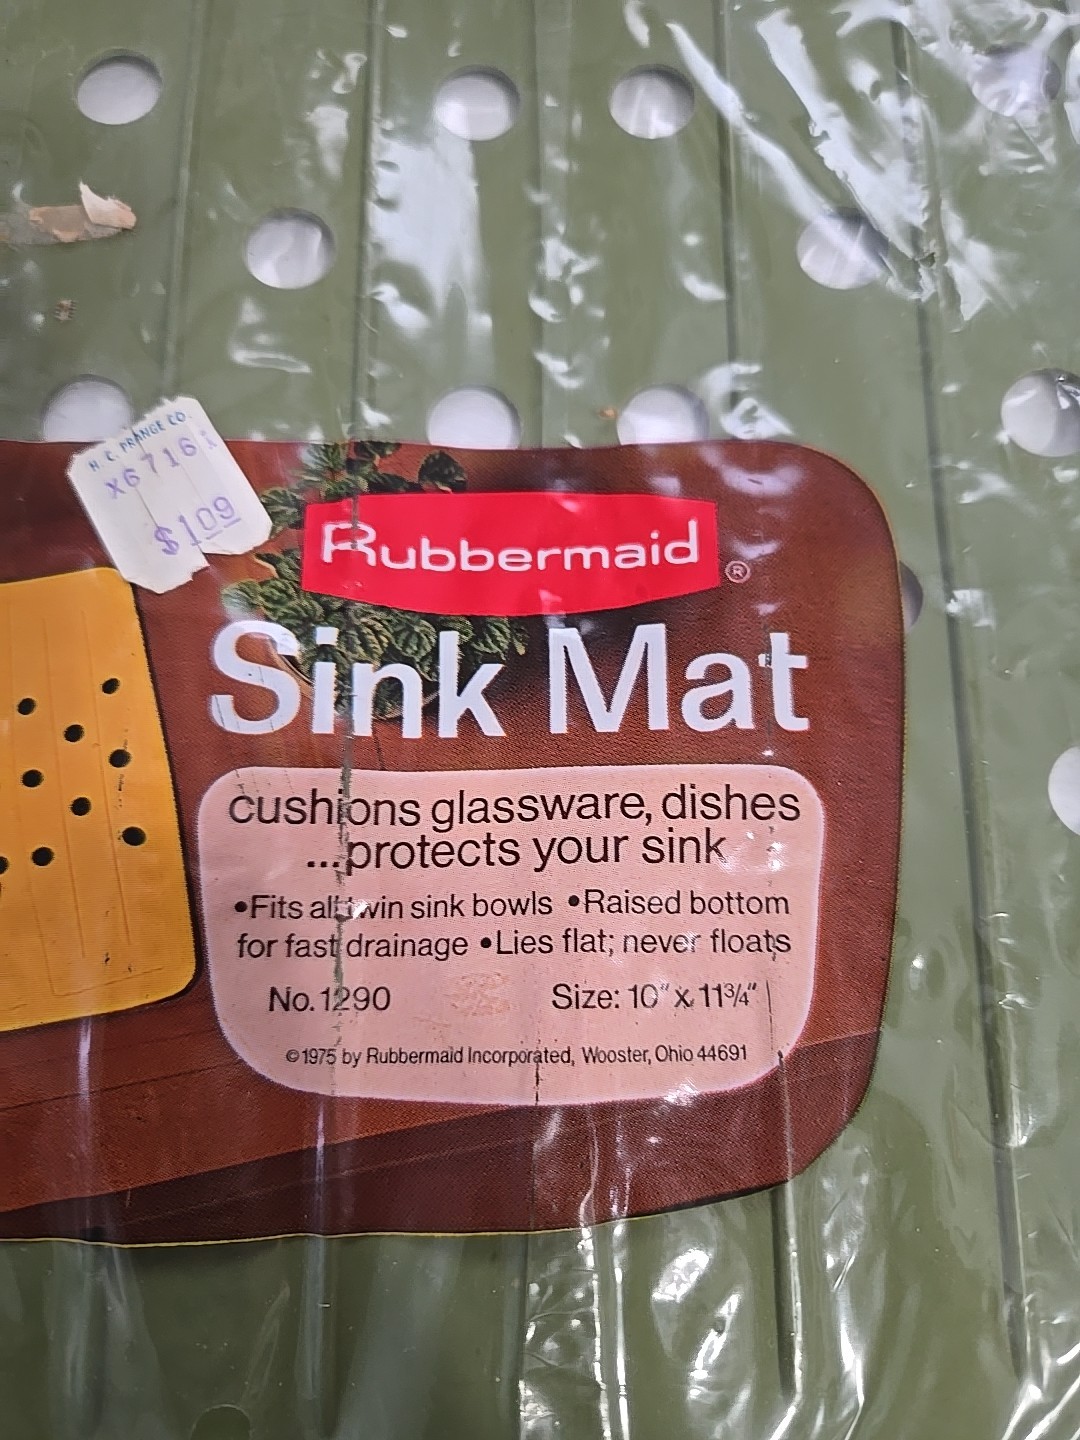 H. C. PRANGE CO.
X6716
$1.09
Rubbermaid®
Sink Mat
cushions glassware, dishes
...protects your sink
•Fits all twin sink bowls •Raised bottom
for fast drainage •Lies flat; never floats
No. 1290 Size: 10" x 11¾"
©1975 by Rubbermaid Incorporated, Wooster, Ohio 44691